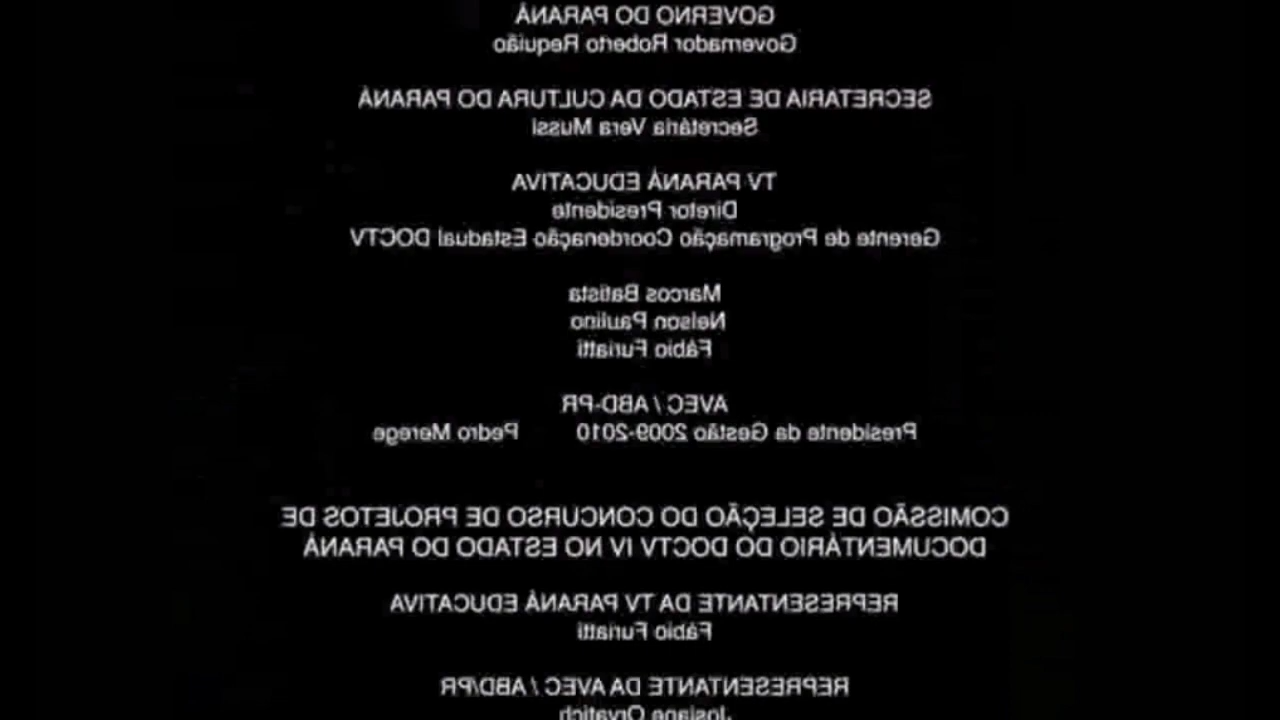 GOVERNO DO PARANÁ
Governador Roberto Requião
SECRETARIA DE ESTADO DA CULTURA DO PARANÁ
Secretária Vera Mussi
TV PARANÁ EDUCATIVA
Diretor Presidente
Gerente de Programação Coordenação Estadual DOCTV
Marcos Batista
Nelson Paulino
Fábio Furiatti
AVEC / ABD-PR
Presidente da Gestão 2009-2010 Pedro Merege
COMISSÃO DE SELEÇÃO DO CONCURSO DE PROJETOS DE
DOCUMENTÁRIO DO DOCTV IV NO ESTADO DO PARANÁ
REPRESENTANTE DA TV PARANÁ EDUCATIVA
Fábio Furiatti
REPRESENTANTE DA AVEC / ABD/PR
Josiane Orvatich